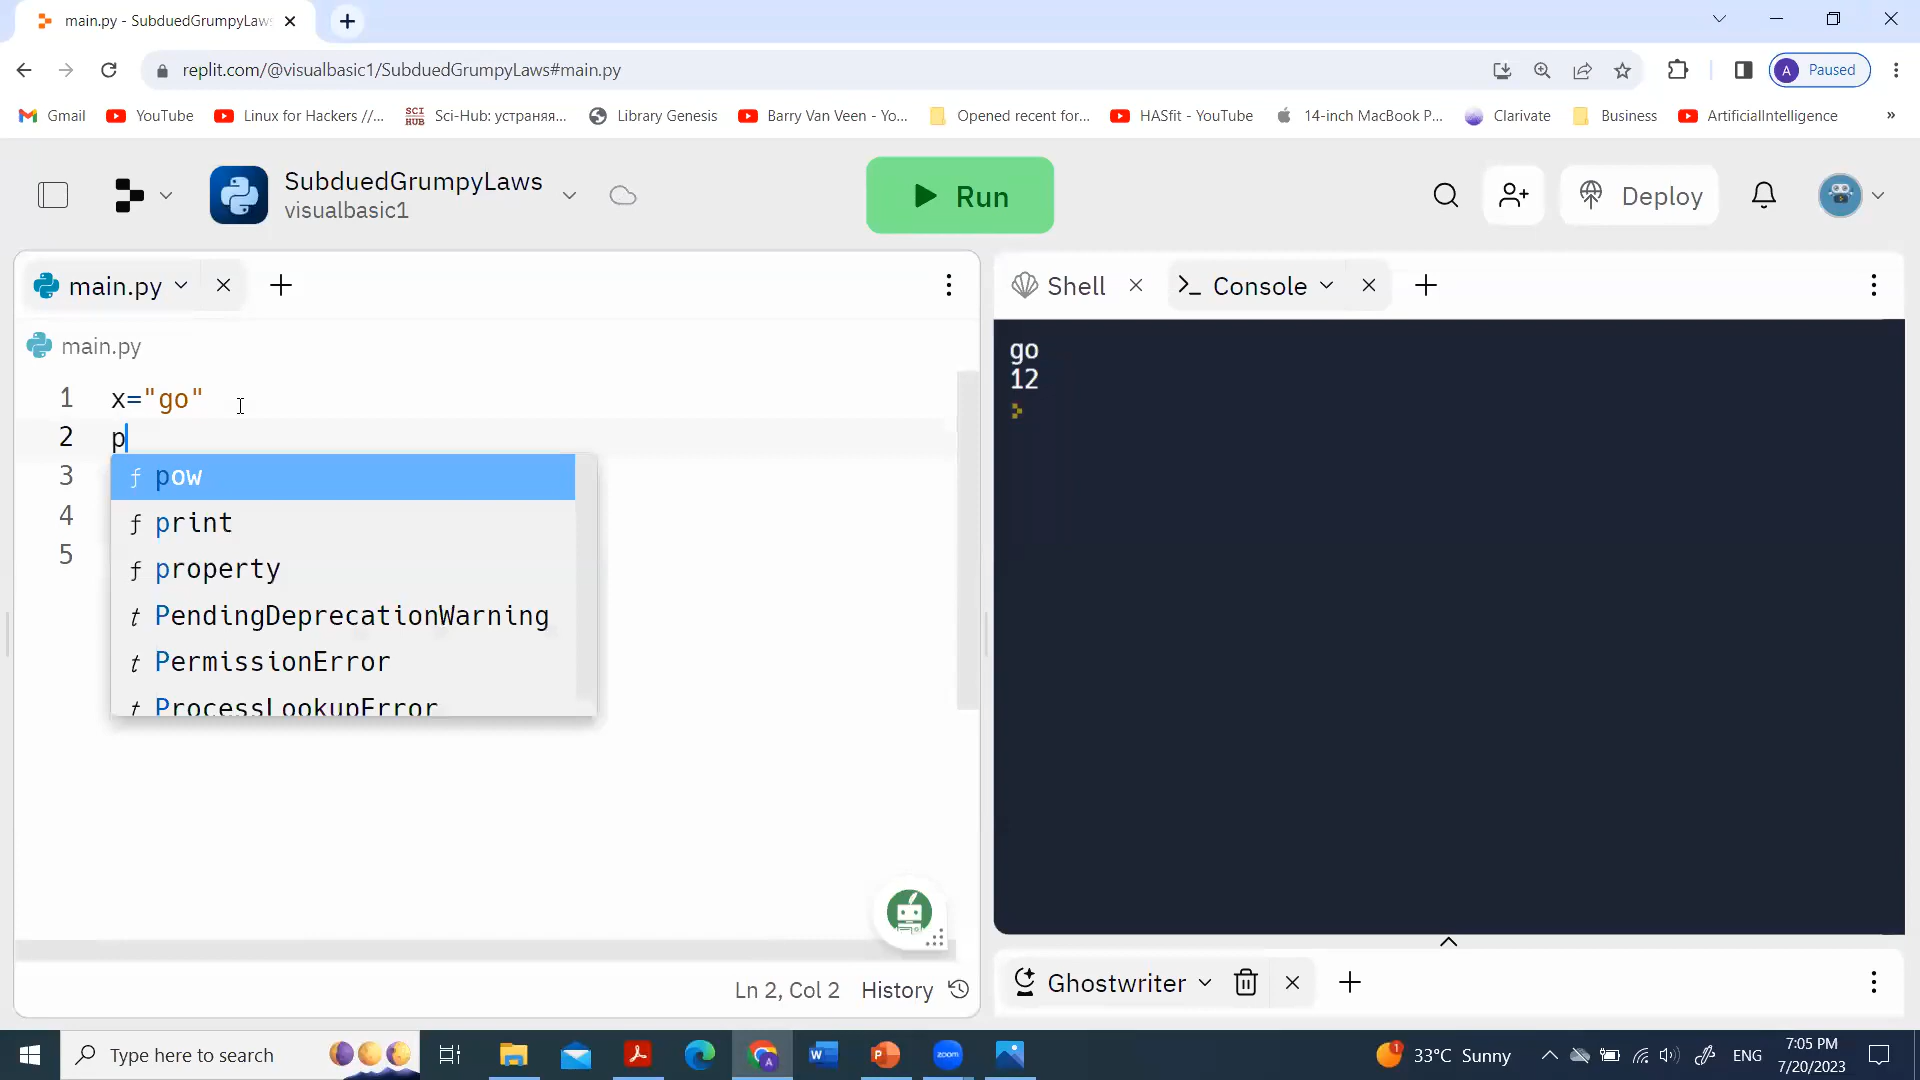 main.py - SubduedGrumpyLaws
replit.com/@visualbasic1/SubduedGrumpyLaws#main.py
A Paused
Gmail YouTube Linux for Hackers //... SCI HUB Sci-Hub: устраняя... Library Genesis Barry Van Veen - Yo... Opened recent for... HASfit - YouTube 14-inch MacBook P... Clarivate Business ArtificialIntelligence »
SubduedGrumpyLaws
visualbasic1
Run
Deploy
main.py
Shell
Console
main.py
1 x="go"
2 p
3
4
5
f pow
f print
f property
t PendingDeprecationWarning
t PermissionError
t ProcessLookupError
go
12
Ln 2, Col 2 History
Ghostwriter
Type here to search
zoom
1
33°C Sunny
ENG
7:05 PM
7/20/2023